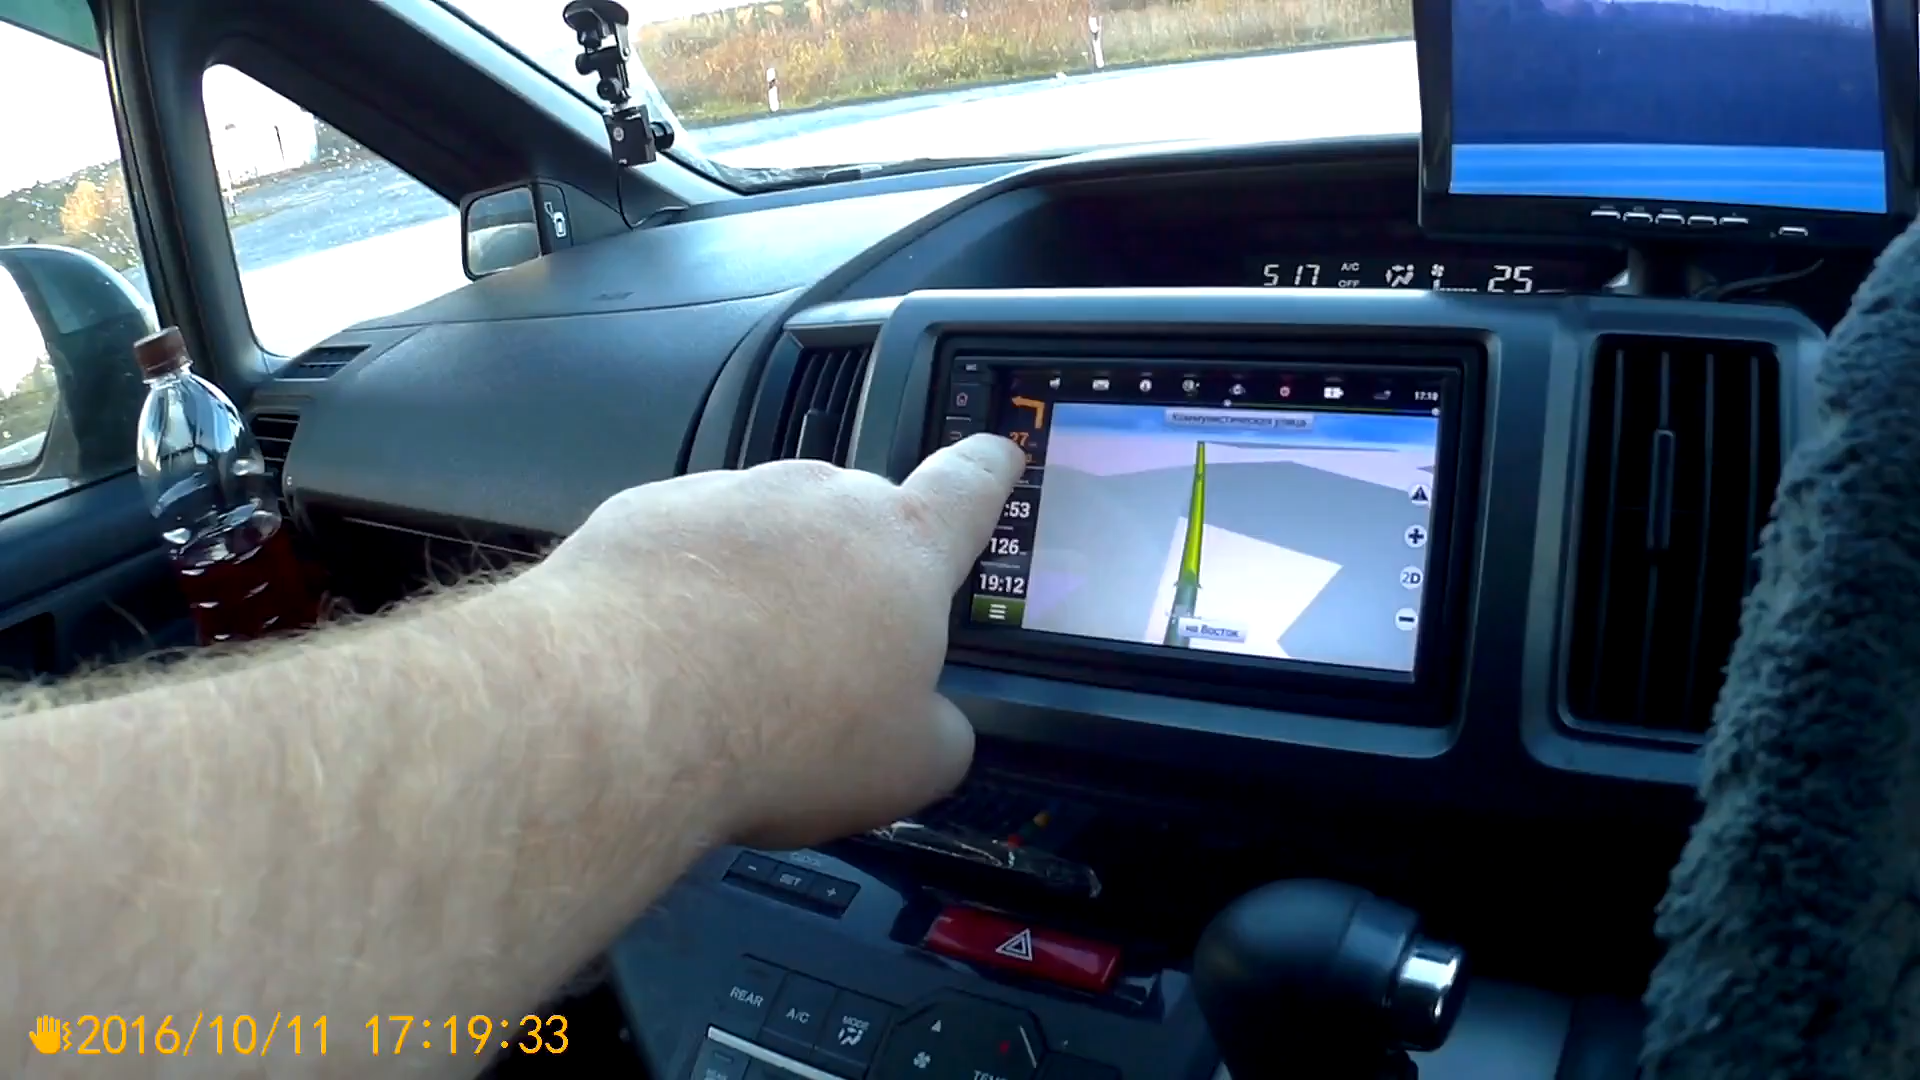 5 17 A/C OFF 25
17:18
Коммунистическая улица
27
:53
126
19:12
2D
на Восток
- SET +
REAR
A/C
MODE
2016/10/11 17:19:33